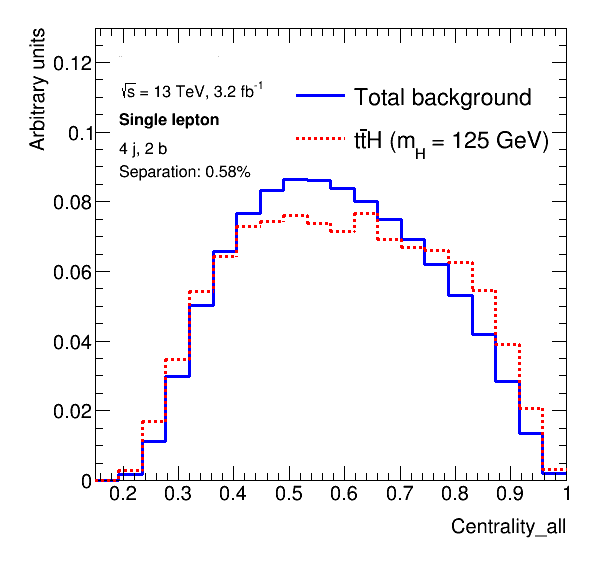 Arbitrary units
0.12
0.1
0.08
0.06
0.04
0.02
0
√s = 13 TeV, 3.2 fb⁻¹
Single lepton
4 j, 2 b
Separation: 0.58%
Total background
tt̄H (m_H = 125 GeV)
0.2 0.3 0.4 0.5 0.6 0.7 0.8 0.9 1
Centrality_all